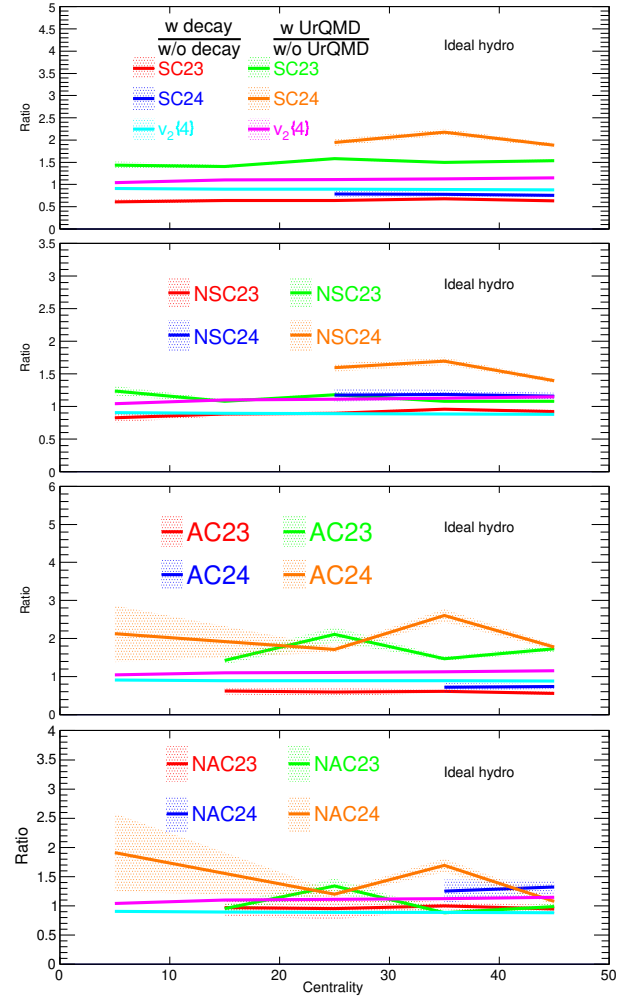 w decay w UrQMD
w/o decay w/o UrQMD
Ideal hydro
SC23 SC23
SC24 SC24
v₂{4} v₂{4}
Ratio
5
4.5
4
3.5
3
2.5
2
1.5
1
0.5
0
Ideal hydro
NSC23 NSC23
NSC24 NSC24
Ratio
3.5
3
2.5
2
1.5
1
0.5
0
Ideal hydro
AC23 AC23
AC24 AC24
Ratio
6
5
4
3
2
1
0
Ideal hydro
NAC23 NAC23
NAC24 NAC24
Ratio
4
3.5
3
2.5
2
1.5
1
0.5
0
0 10 20 30 40 50
Centrality